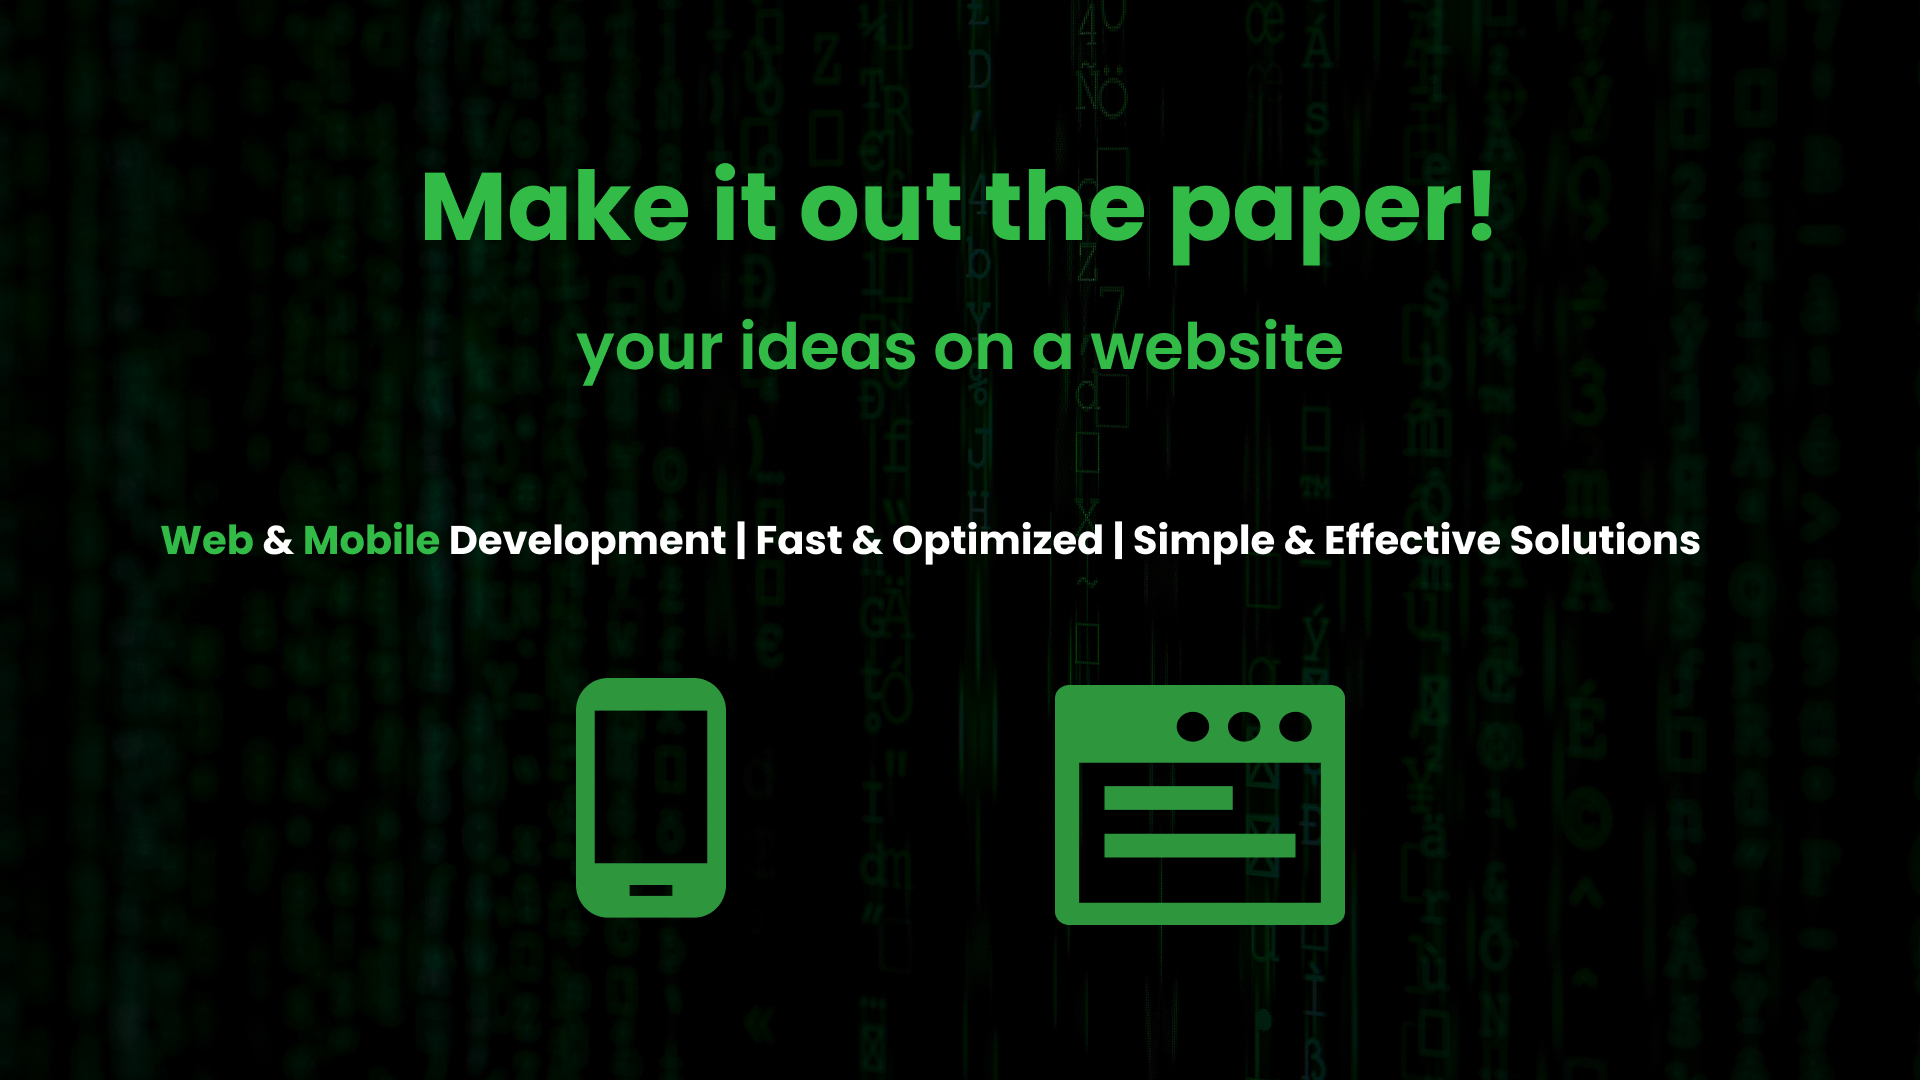 Make it out the paper!
your ideas on a website
Web & Mobile Development | Fast & Optimized | Simple & Effective Solutions